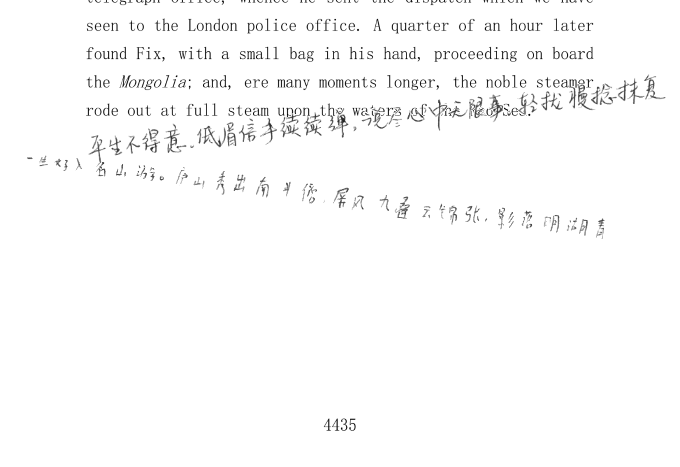 telegraph office, whence he sent the dispatch which we have
seen to the London police office. A quarter of an hour later
found Fix, with a small bag in his hand, proceeding on board
the Mongolia; and, ere many moments longer, the noble steamer
rode out at full steam upon the waters of the Red Sea.
平生不得意.低眉信手续续弹,说尽心中无限事.轻拢慢捻抹复
一生好入名山游。庐山秀出南斗傍.屏风九叠云锦张,影落明湖青
4435